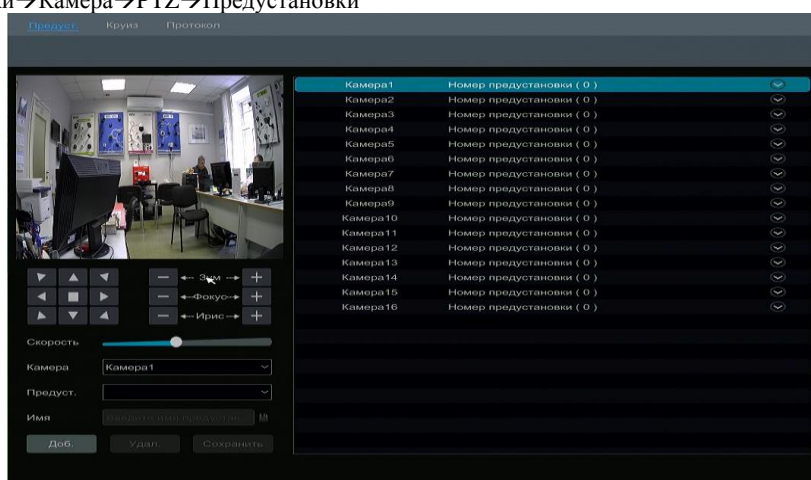 ки→Камера→PTZ→Предустановки
Предуст. Круиз Протокол
Камера1 Номер предустановки ( 0 )
Камера2 Номер предустановки ( 0 )
Камера3 Номер предустановки ( 0 )
Камера4 Номер предустановки ( 0 )
Камера5 Номер предустановки ( 0 )
Камера6 Номер предустановки ( 0 )
Камера7 Номер предустановки ( 0 )
Камера8 Номер предустановки ( 0 )
Камера9 Номер предустановки ( 0 )
Камера10 Номер предустановки ( 0 )
Камера11 Номер предустановки ( 0 )
Камера12 Номер предустановки ( 0 )
Камера13 Номер предустановки ( 0 )
Камера14 Номер предустановки ( 0 )
Камера15 Номер предустановки ( 0 )
Камера16 Номер предустановки ( 0 )
Зум
Фокус
Ирис
Скорость
Камера Камера1
Предуст.
Имя Введите имя предустан
Доб. Удал. Сохранить